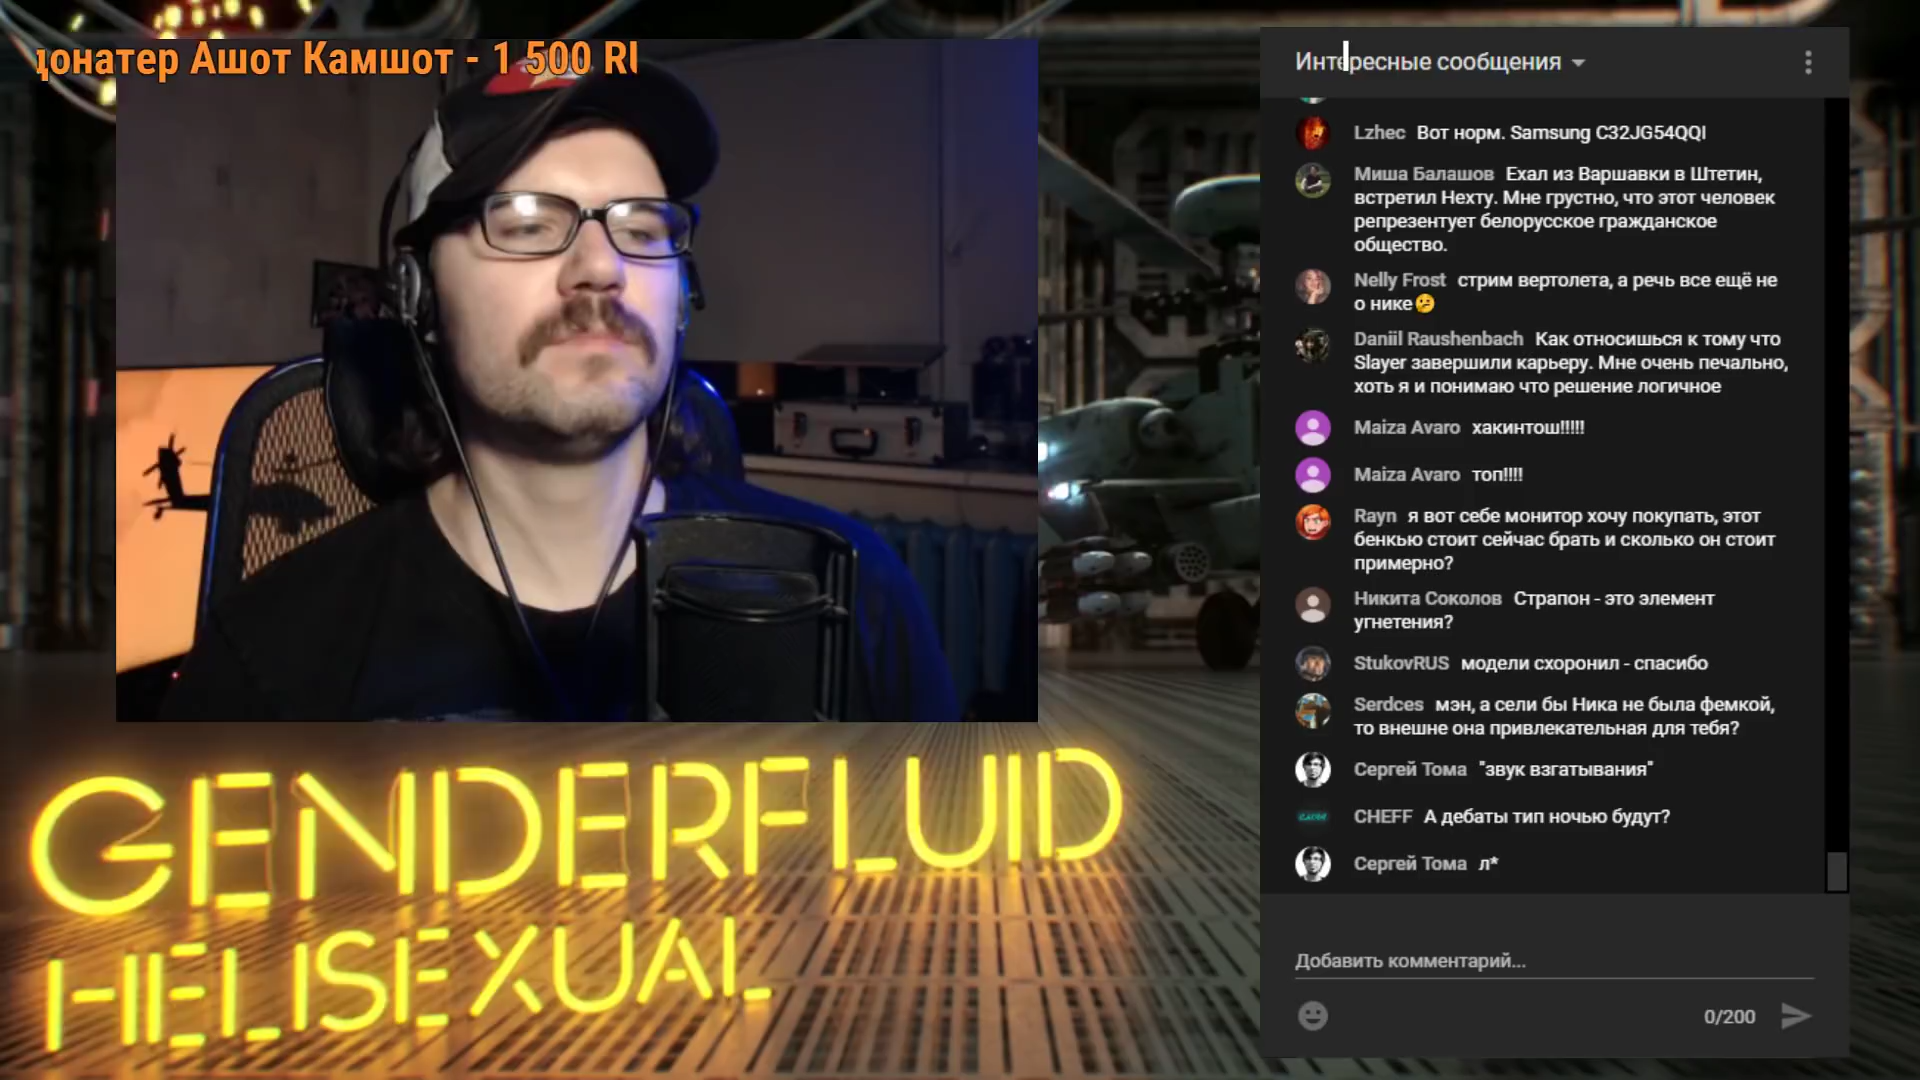 донатер Ашот Камшот - 1 500 RU
Интересные сообщения
Lzhec Вот норм. Samsung C32JG54QQI
Миша Балашов Ехал из Варшавки в Штетин,
встретил Нехту. Мне грустно, что этот человек
репрезентует белорусское гражданское
общество.
Nelly Frost стрим вертолета, а речь все ещё не
о нике🤔
Daniil Raushenbach Как относишься к тому что
Slayer завершили карьеру. Мне очень печально,
хоть я и понимаю что решение логичное
Maiza Avaro хакинтош!!!!!
Maiza Avaro топ!!!!
Rayn я вот себе монитор хочу покупать, этот
бенкью стоит сейчас брать и сколько он стоит
примерно?
Никита Соколов Страпон - это элемент
угнетения?
StukovRUS модели схоронил - спасибо
Serdces мэн, а сели бы Ника не была фемкой,
то внешне она привлекательная для тебя?
Сергей Тома "звук взгатывания"
CHEFF А дебаты тип ночью будут?
Сергей Тома л*
Добавить комментарий...
0/200
GENDERFLUID
HELISEXUAL